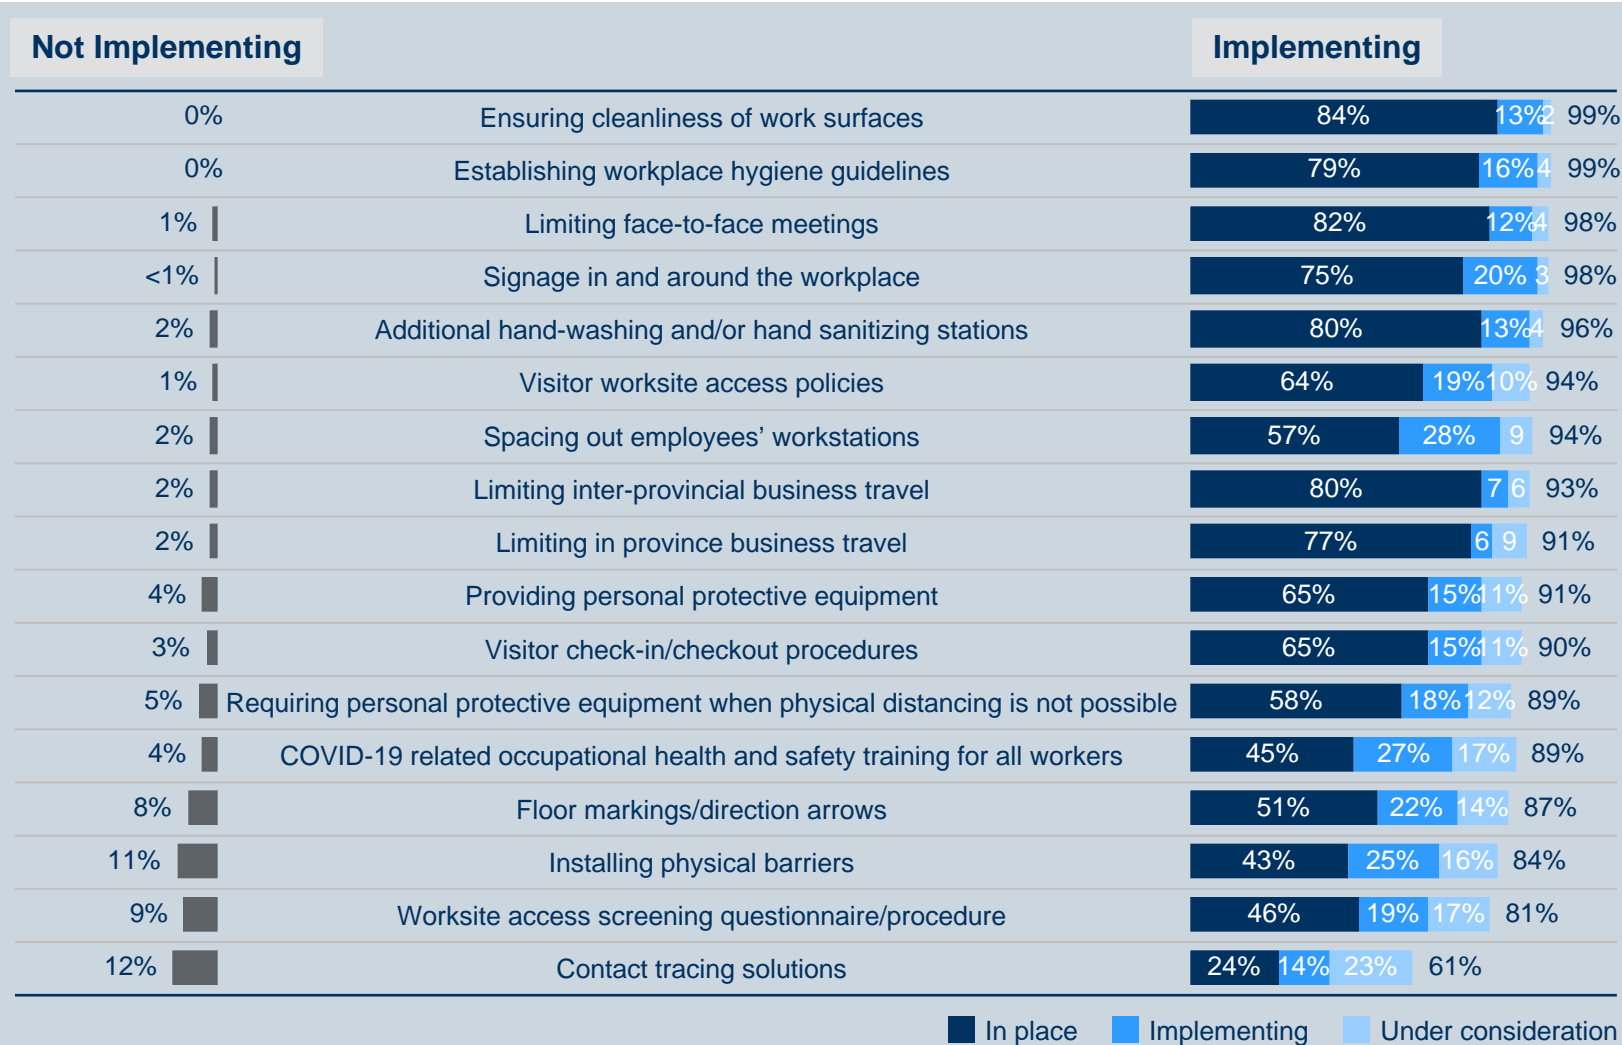 Not Implementing Implementing
0% Ensuring cleanliness of work surfaces 84% 13% 2 99%
0% Establishing workplace hygiene guidelines 79% 16% 4 99%
1% Limiting face-to-face meetings 82% 12% 4 98%
<1% Signage in and around the workplace 75% 20% 3 98%
2% Additional hand-washing and/or hand sanitizing stations 80% 13% 4 96%
1% Visitor worksite access policies 64% 19% 10% 94%
2% Spacing out employees’ workstations 57% 28% 9 94%
2% Limiting inter-provincial business travel 80% 7 6 93%
2% Limiting in province business travel 77% 6 9 91%
4% Providing personal protective equipment 65% 15% 11% 91%
3% Visitor check-in/checkout procedures 65% 15% 11% 90%
5% Requiring personal protective equipment when physical distancing is not possible 58% 18% 12% 89%
4% COVID-19 related occupational health and safety training for all workers 45% 27% 17% 89%
8% Floor markings/direction arrows 51% 22% 14% 87%
11% Installing physical barriers 43% 25% 16% 84%
9% Worksite access screening questionnaire/procedure 46% 19% 17% 81%
12% Contact tracing solutions 24% 14% 23% 61%
In place Implementing Under consideration